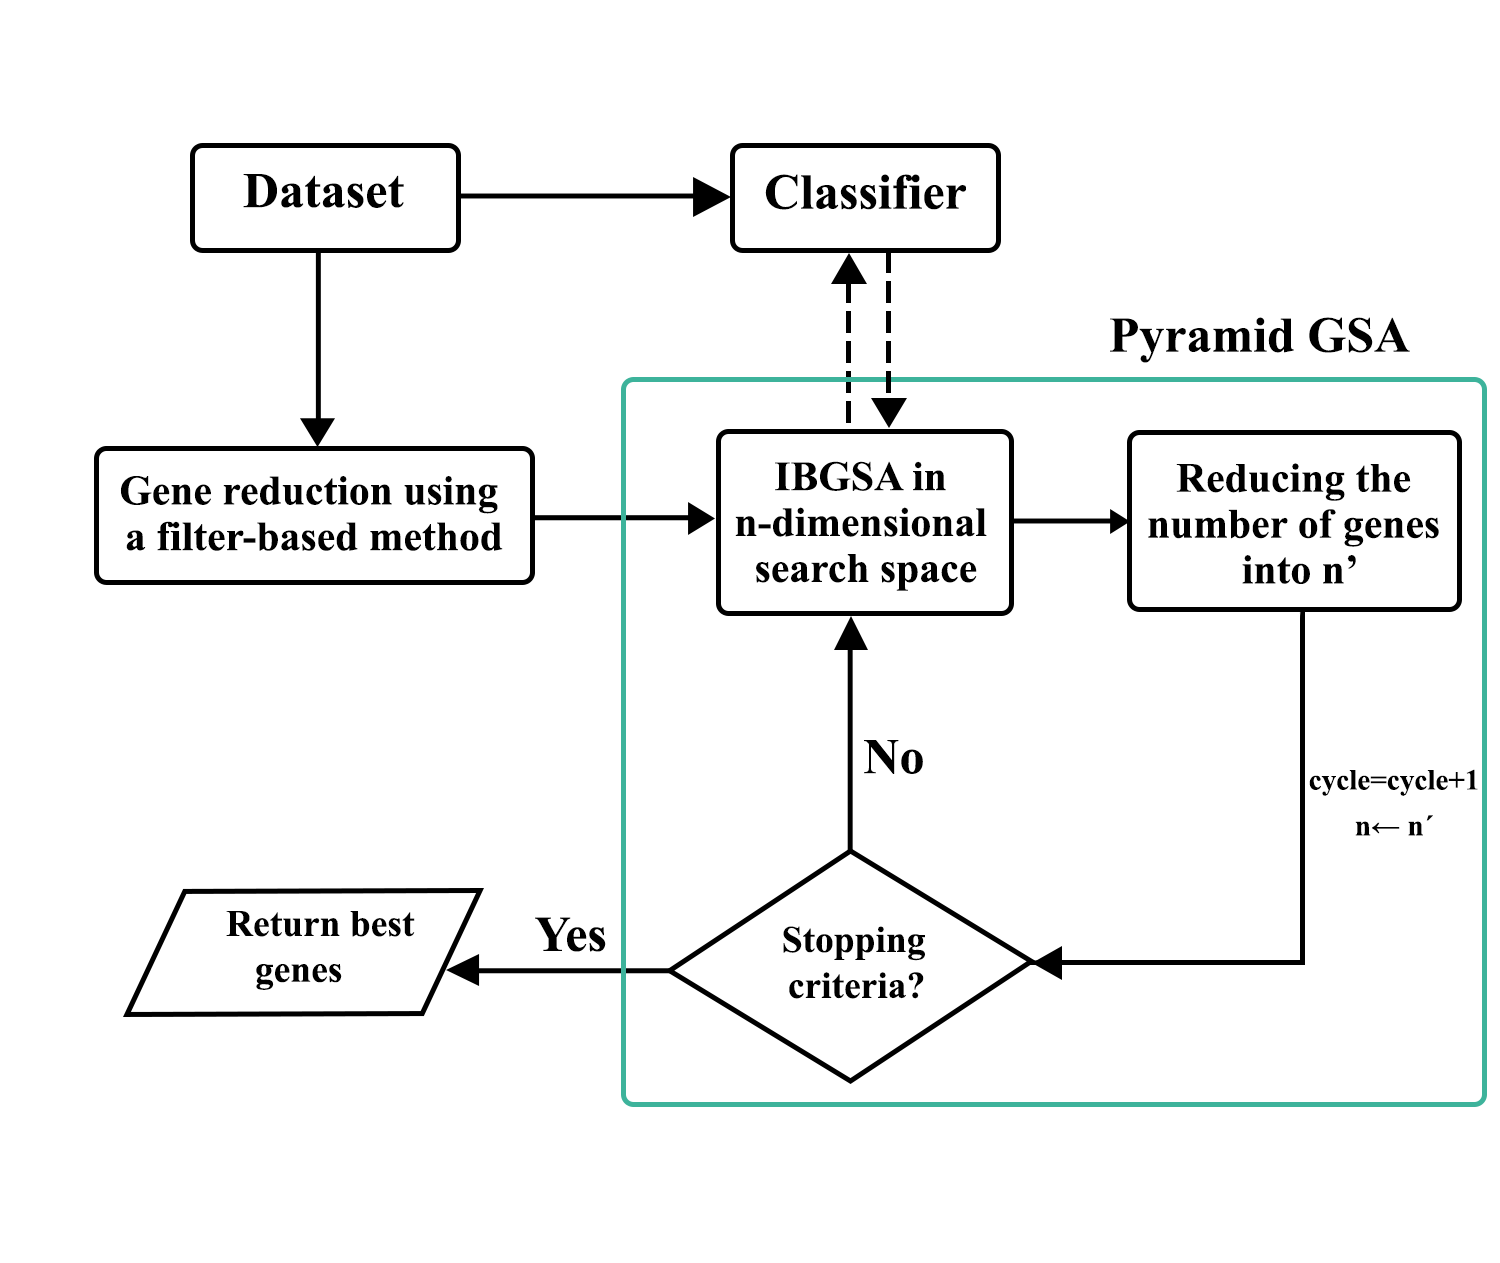 Dataset
Classifier
Pyramid GSA
Gene reduction using
a filter-based method
IBGSA in
n-dimensional
search space
Reducing the
number of genes
into n’
No
cycle=cycle+1
n← n´
Stopping
criteria?
Yes
Return best
genes